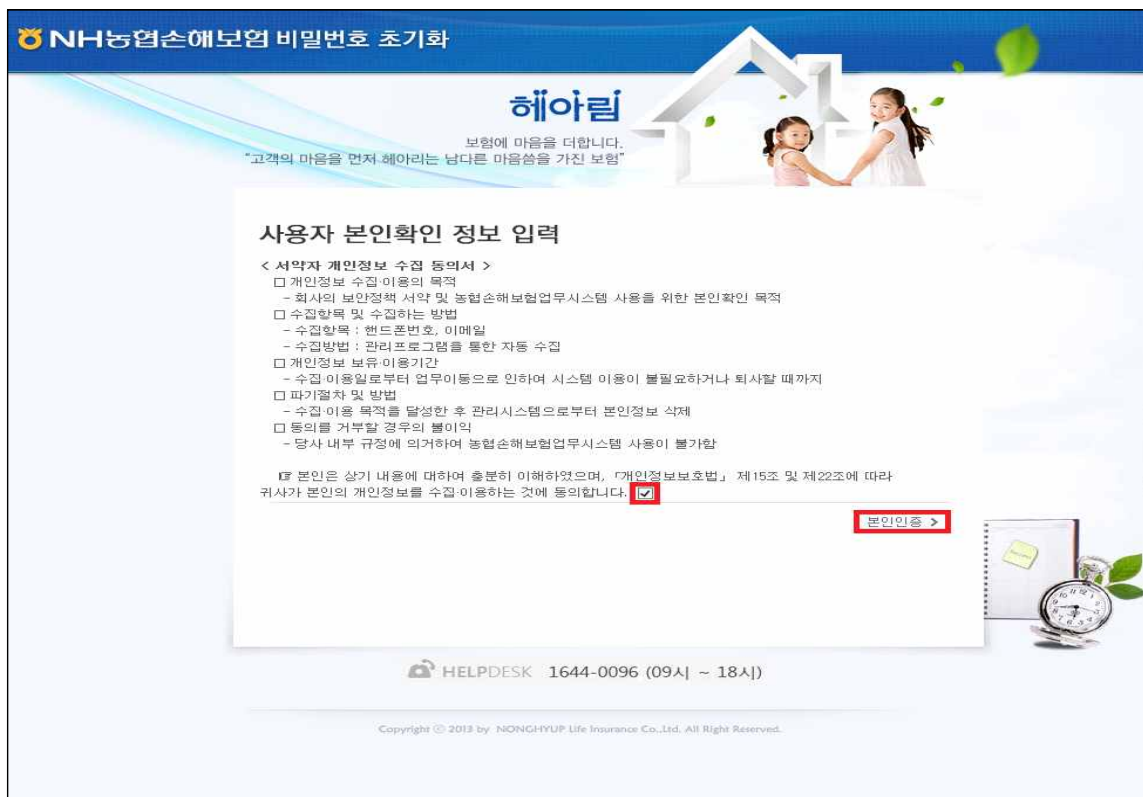 NH농협손해보험 비밀번호 초기화
헤아림
보험에 마음을 더합니다.
"고객의 마음을 먼저 헤아리는 남다른 마음씀을 가진 보험"
사용자 본인확인 정보 입력
< 서약자 개인정보 수집 동의서 >
□ 개인정보 수집·이용의 목적
- 회사의 보안정책 서약 및 농협손해보험업무시스템 사용을 위한 본인확인 목적
□ 수집항목 및 수집하는 방법
- 수집항목 : 핸드폰번호, 이메일
- 수집방법 : 관리프로그램을 통한 자동 수집
□ 개인정보 보유·이용기간
- 수집·이용일로부터 업무이동으로 인하여 시스템 이용이 불필요하거나 퇴사할 때까지
□ 파기절차 및 방법
- 수집·이용 목적을 달성한 후 관리시스템으로부터 본인정보 삭제
□ 동의를 거부할 경우의 불이익
- 당사 내부 규정에 의거하여 농협손해보험업무시스템 사용이 불가함
☞ 본인은 상기 내용에 대하여 충분히 이해하였으며, 「개인정보보호법」 제15조 및 제22조에 따라
귀사가 본인의 개인정보를 수집·이용하는 것에 동의합니다.
본인인증 >
HELPDESK 1644-0096 (09시 ~ 18시)
Copyright ⓒ 2013 by NONGHYUP Life Insurance Co.,Ltd. All Right Reserved.